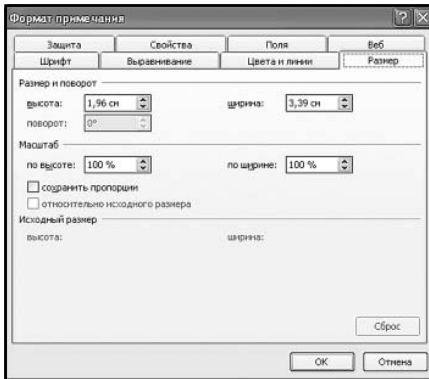 Формат примечания
Защита Свойства Поля Веб
Шрифт Выравнивание Цвета и линии Размер
Размер и поворот
высота: 1,96 см ширина: 3,39 см
поворот: 0°
Масштаб
по высоте: 100 % по ширине: 100 %
сохранить пропорции
относительно исходного размера
Исходный размер
высота: ширина:
Сброс
ОК Отмена